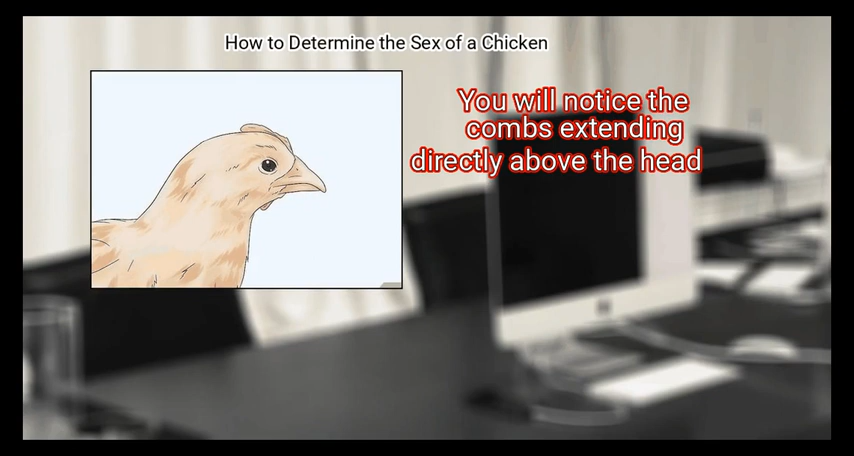 How to Determine the Sex of a Chicken
You will notice the
combs extending
directly above the head